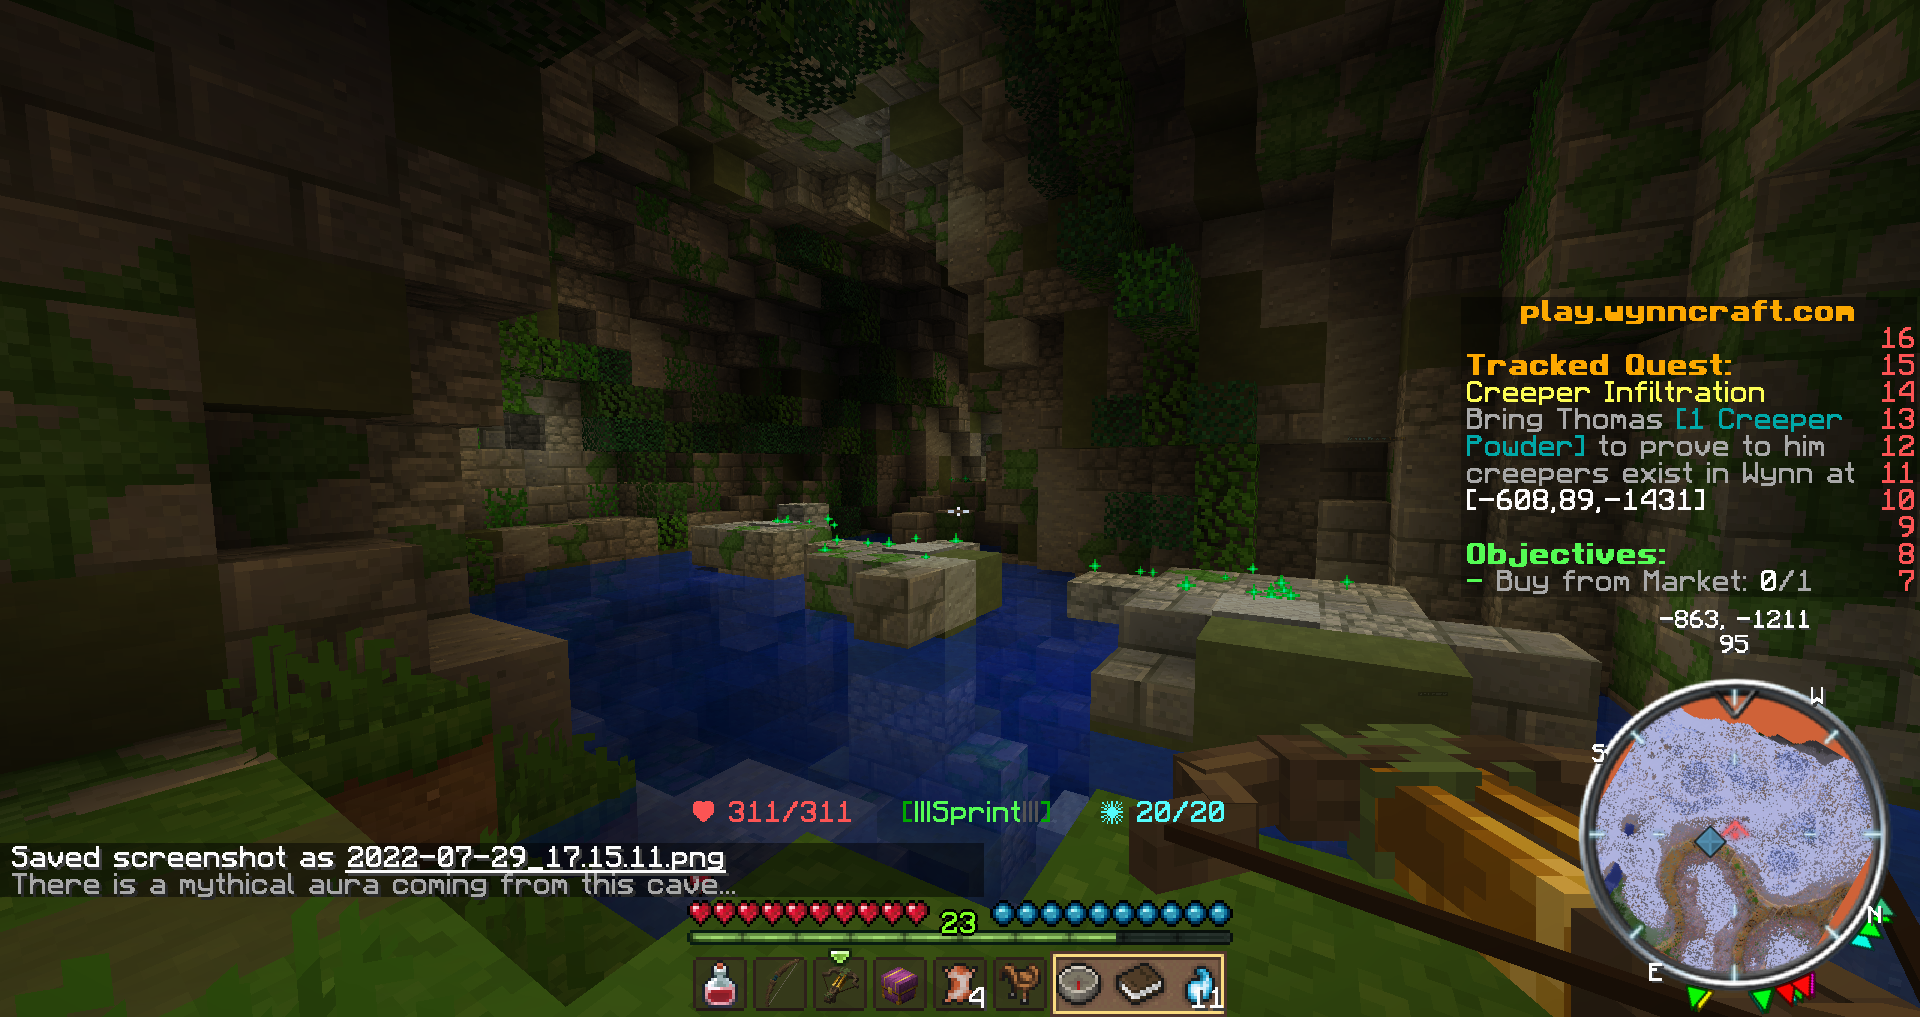 play.wynncraft.com
16
Tracked Quest: 15
Creeper Infiltration 14
Bring Thomas [1 Creeper 13
Powder] to prove to him 12
creepers exist in Wynn at 11
[-608,89,-1431] 10
9
Objectives: 8
- Buy from Market: 0/1 7
-863, -1211
95
W
S
N
E
311/311 [|||Sprint|||] 20/20
Saved screenshot as 2022-07-29_17.15.11.png
There is a mythical aura coming from this cave...
23
4
11